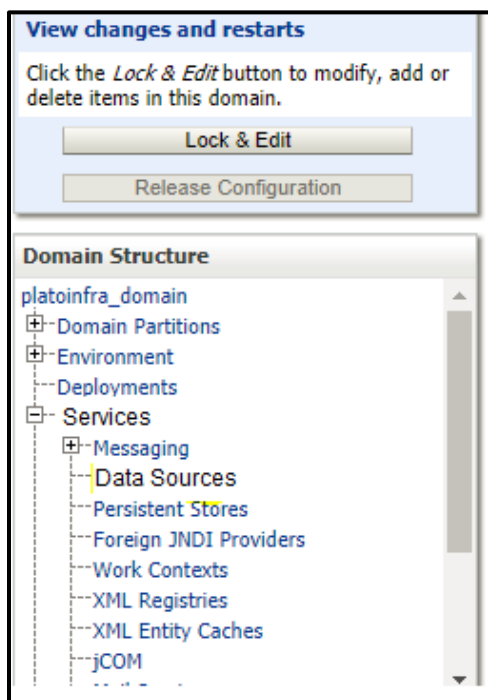 View changes and restarts
Click the Lock & Edit button to modify, add or
delete items in this domain.
Lock & Edit
Release Configuration
Domain Structure
platoinfra_domain
Domain Partitions
Environment
Deployments
Services
Messaging
Data Sources
Persistent Stores
Foreign JNDI Providers
Work Contexts
XML Registries
XML Entity Caches
jCOM